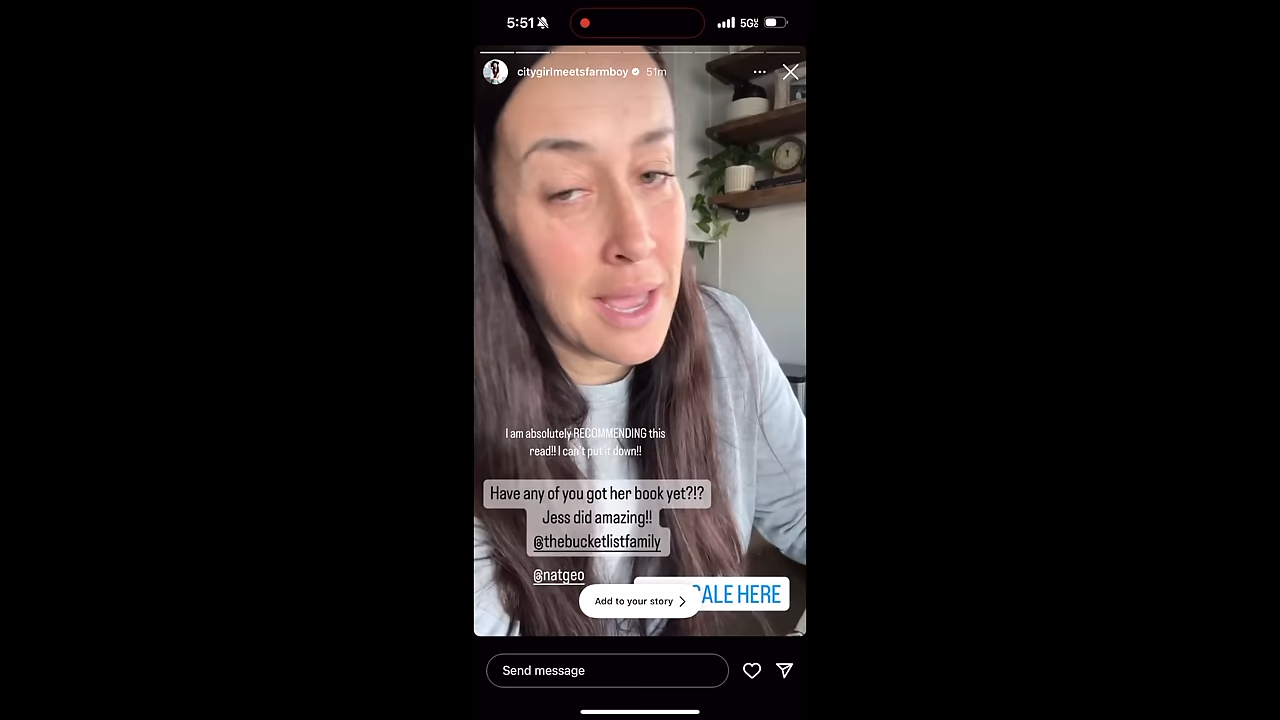 5:51
5G
citygirlmeetsfarmboy 51m
I am absolutely RECOMMENDING this
read!! I can't put it down!!
Have any of you got her book yet?!?
Jess did amazing!!
@thebucketlistfamily
@natgeo
ALE HERE
Add to your story
Send message